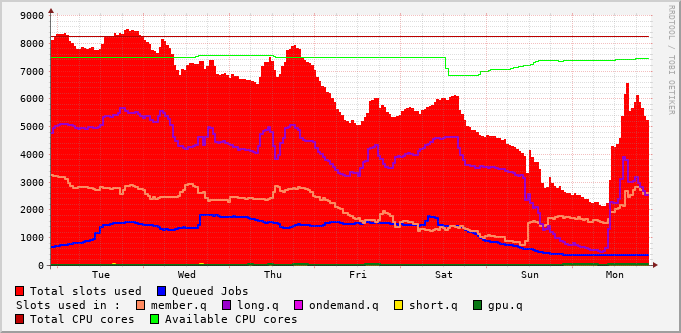 9000
8000
7000
6000
5000
4000
3000
2000
1000
0
Tue Wed Thu Fri Sat Sun Mon
RRDTOOL / TOBI OETIKER
Total slots used Queued Jobs
Slots used in : member.q long.q ondemand.q short.q gpu.q
Total CPU cores Available CPU cores